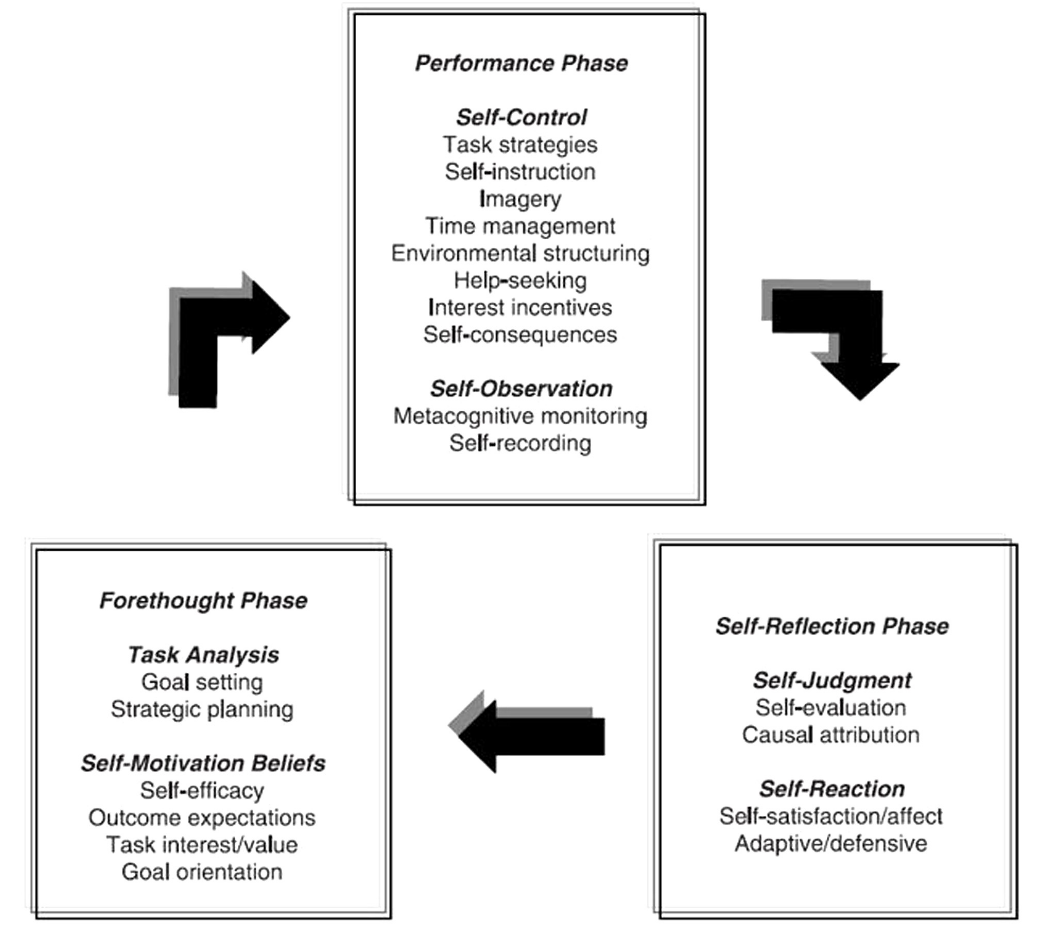 Performance Phase
Self-Control
Task strategies
Self-instruction
Imagery
Time management
Environmental structuring
Help-seeking
Interest incentives
Self-consequences
Self-Observation
Metacognitive monitoring
Self-recording
Forethought Phase
Task Analysis
Goal setting
Strategic planning
Self-Motivation Beliefs
Self-efficacy
Outcome expectations
Task interest/value
Goal orientation
Self-Reflection Phase
Self-Judgment
Self-evaluation
Causal attribution
Self-Reaction
Self-satisfaction/affect
Adaptive/defensive